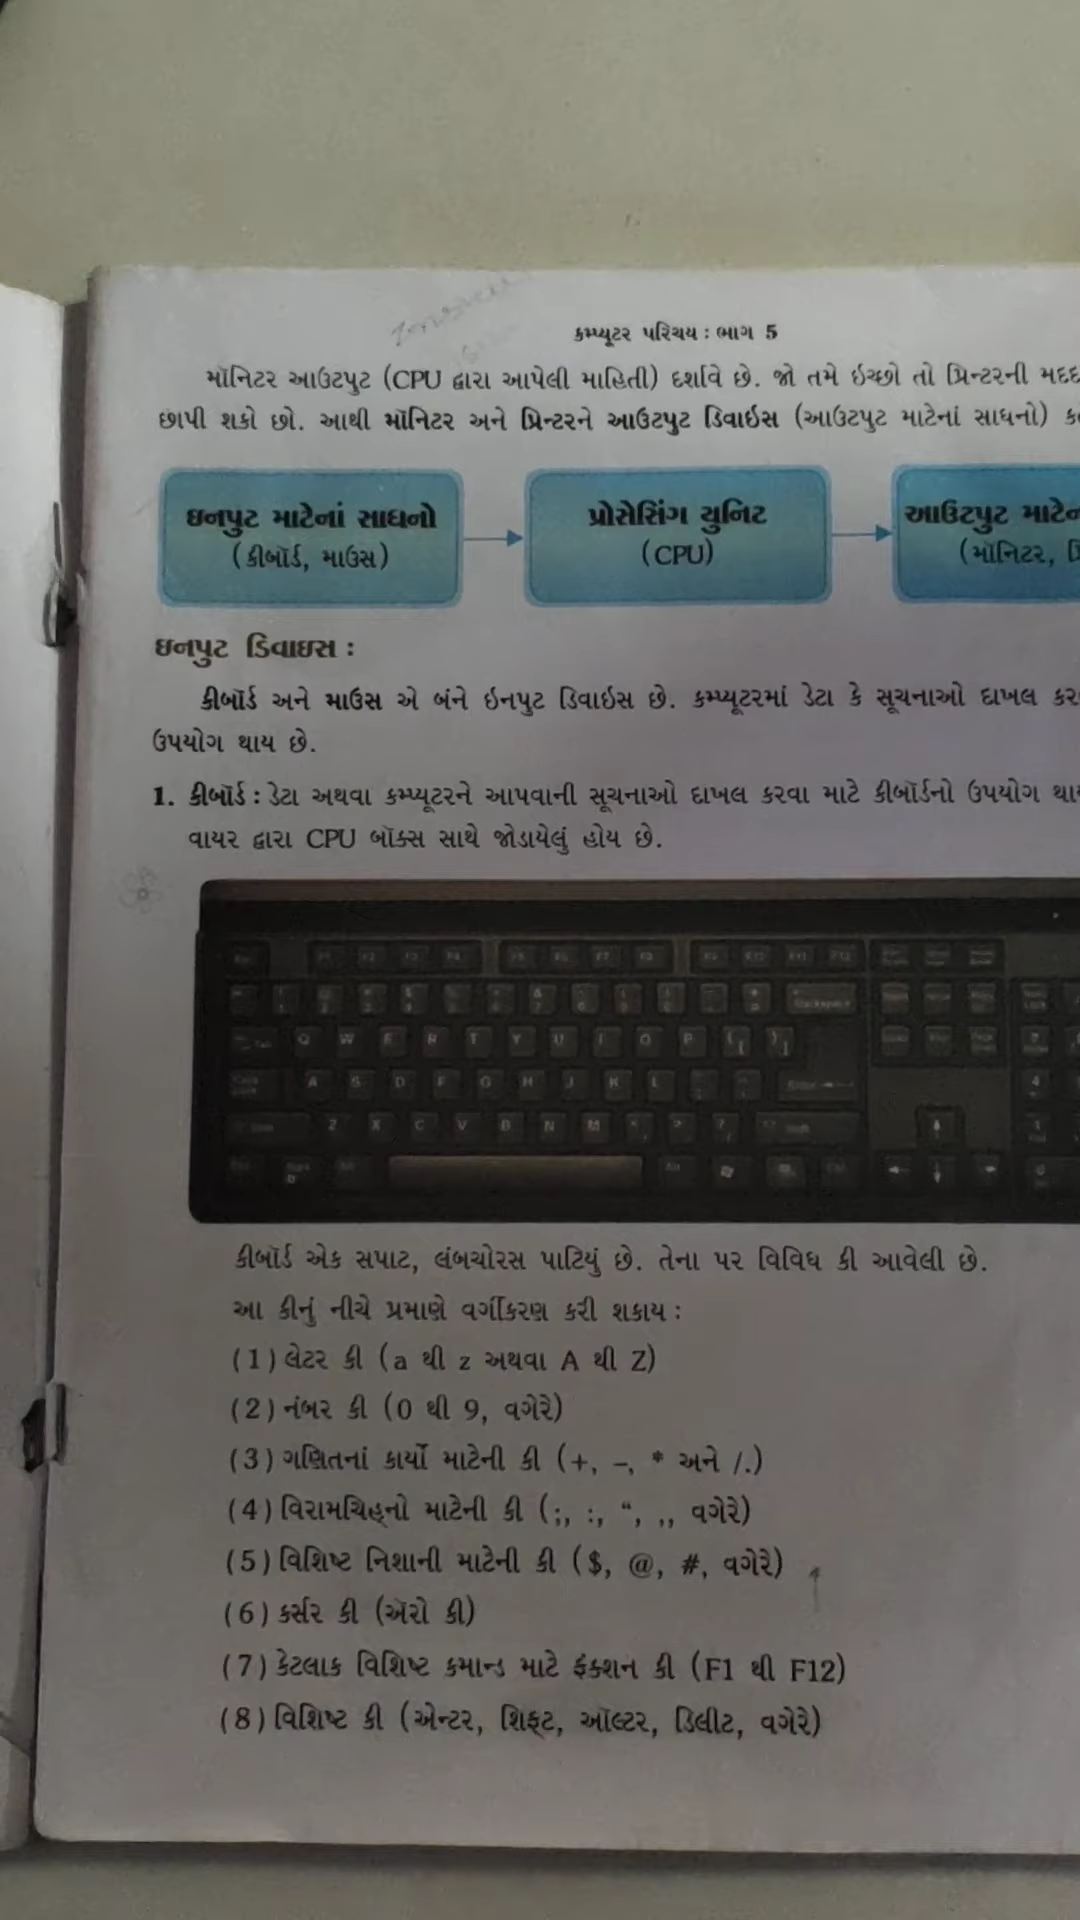 કમ્પ્યૂટર પરિચય : ભાગ 5
મૉનિટર આઉટપુટ (CPU દ્વારા આપેલી માહિતી) દર્શાવે છે. જો તમે ઇચ્છો તો પ્રિન્ટરની મદદ
છાપી શકો છો. આથી મૉનિટર અને પ્રિન્ટરને આઉટપુટ ડિવાઇસ (આઉટપુટ માટેનાં સાધનો)
ઇનપુટ માટેનાં સાધનો
(કીબૉર્ડ, માઉસ)
પ્રોસેસિંગ યુનિટ
(CPU)
આઉટપુટ
(મૉનિટર,
ઇનપુટ ડિવાઇસ :
કીબૉર્ડ અને માઉસ એ બંને ઇનપુટ ડિવાઇસ છે. કમ્પ્યૂટરમાં ડેટા કે સૂચનાઓ દાખલ
ઉપયોગ થાય છે.
1. કીબૉર્ડ : ડેટા અથવા કમ્પ્યૂટરને આપવાની સૂચનાઓ દાખલ કરવા માટે કીબૉર્ડનો ઉપયોગ
વાયર દ્વારા CPU બૉક્સ સાથે જોડાયેલું હોય છે.
Q W E R T Y U I O P
A S D F G H J K L
Z X C V B N M
કીબૉર્ડ એક સપાટ, લંબચોરસ પાટિયું છે. તેના પર વિવિધ કી આવેલી છે.
આ કીનું નીચે પ્રમાણે વર્ગીકરણ કરી શકાય :
(1) લેટર કી (a થી z અથવા A થી Z)
(2) નંબર કી (0 થી 9, વગેરે)
(3) ગણિતનાં કાર્યો માટેની કી (+, –, * અને /.)
(4) વિરામચિહ્નો માટેની કી (;, :, “, ,, વગેરે)
(5) વિશિષ્ટ નિશાની માટેની કી ($, @, #, વગેરે)
(6) કર્સર કી (ઍરો કી)
(7) કેટલાક વિશિષ્ટ કમાન્ડ માટે ફંક્શન કી (F1 થી F12)
(8) વિશિષ્ટ કી (એન્ટર, શિફ્ટ, ઑલ્ટર, ડિલીટ, વગેરે)